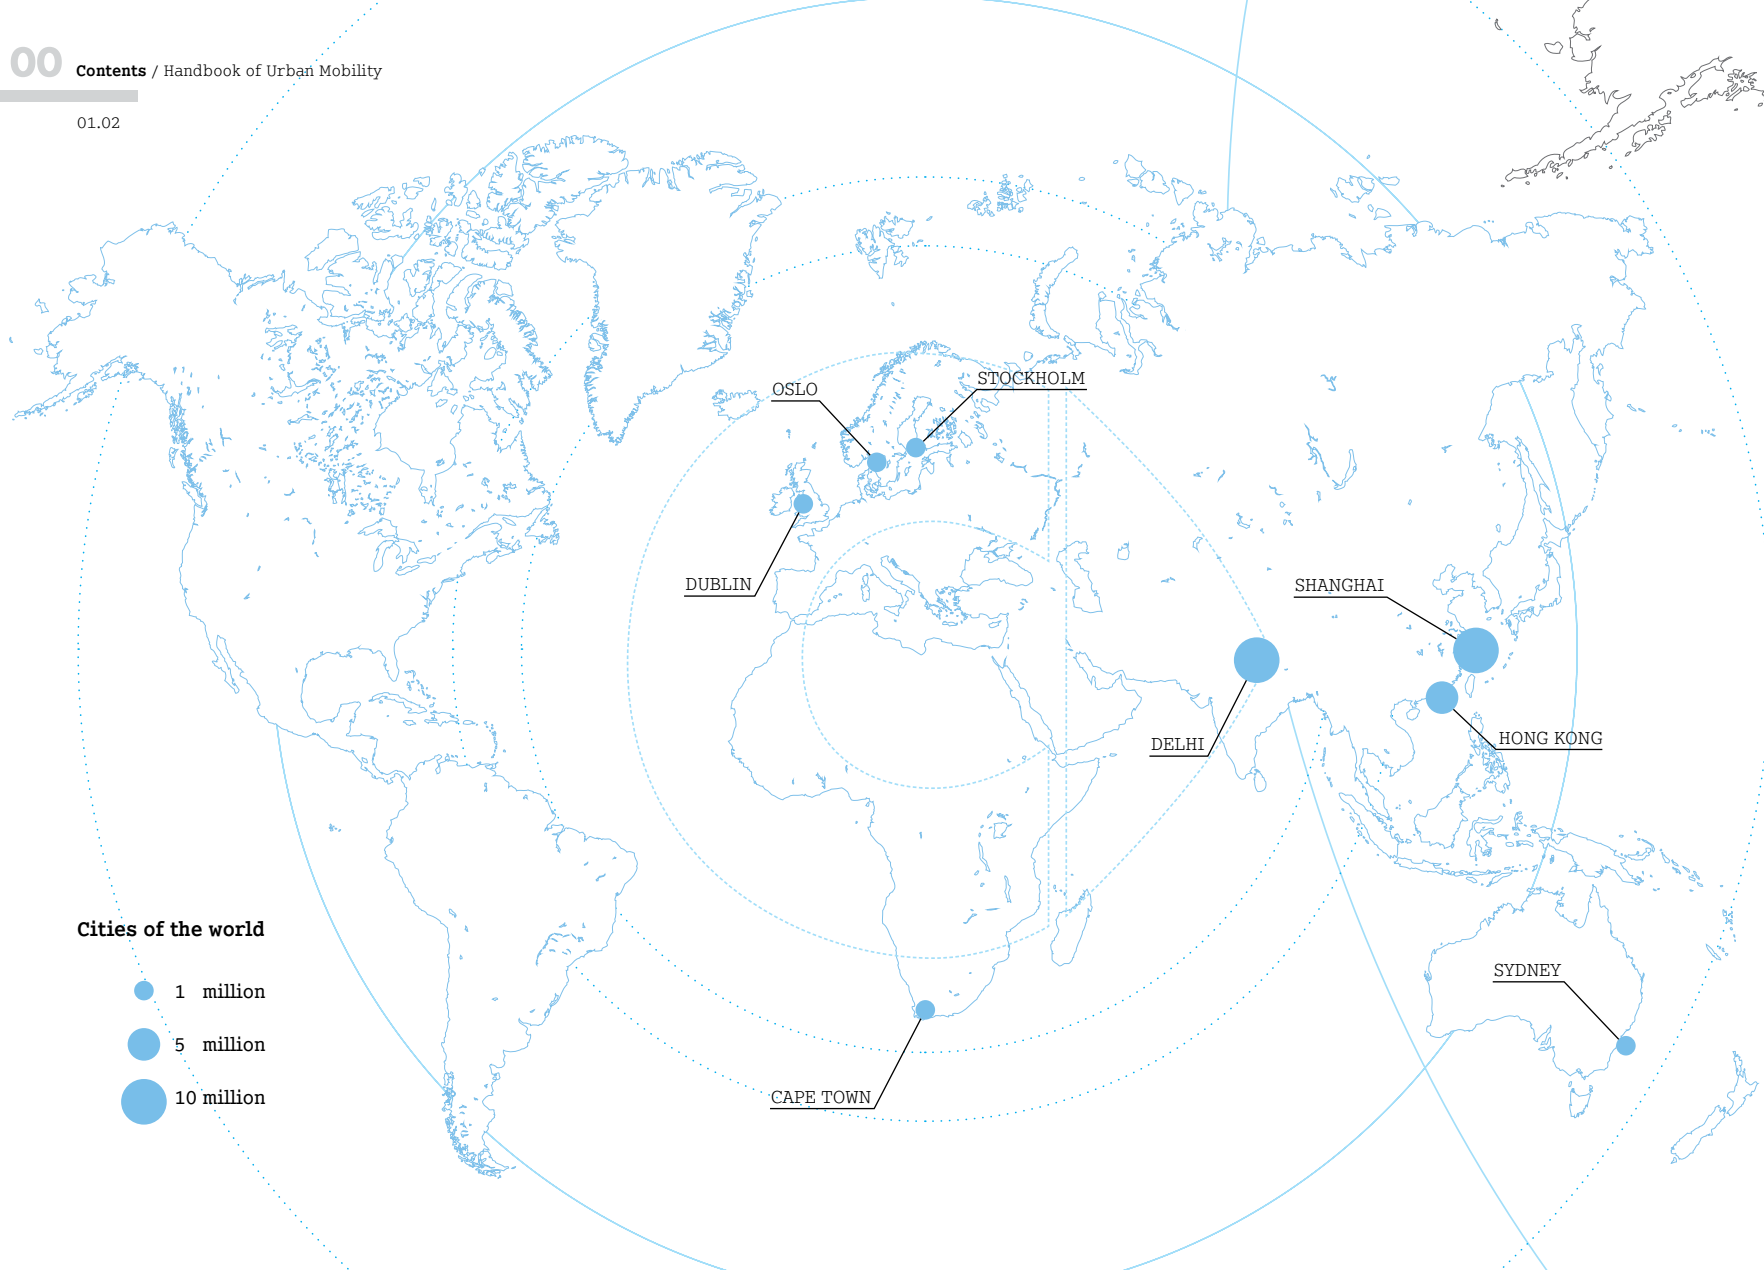 00 Contents / Handbook of Urban Mobility
01.02
OSLO
STOCKHOLM
DUBLIN
SHANGHAI
DELHI
HONG KONG
Cities of the world
1 million
5 million
10 million
SYDNEY
CAPE TOWN